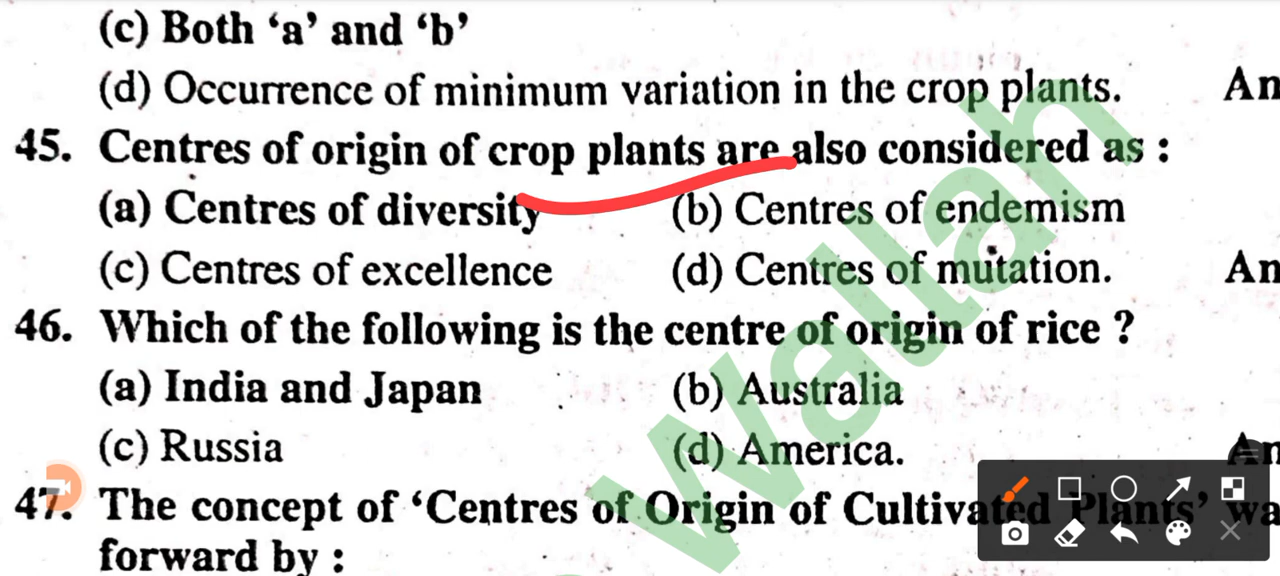 (c) Both ‘a’ and ‘b’
(d) Occurrence of minimum variation in the crop plants. An
45. Centres of origin of crop plants are also considered as :
(a) Centres of diversity (b) Centres of endemism
(c) Centres of excellence (d) Centres of mutation. An
46. Which of the following is the centre of origin of rice ?
(a) India and Japan (b) Australia
(c) Russia (d) America. An
47. The concept of ‘Centres of Origin of Cultivated Plants’ wa
forward by :
Wallah